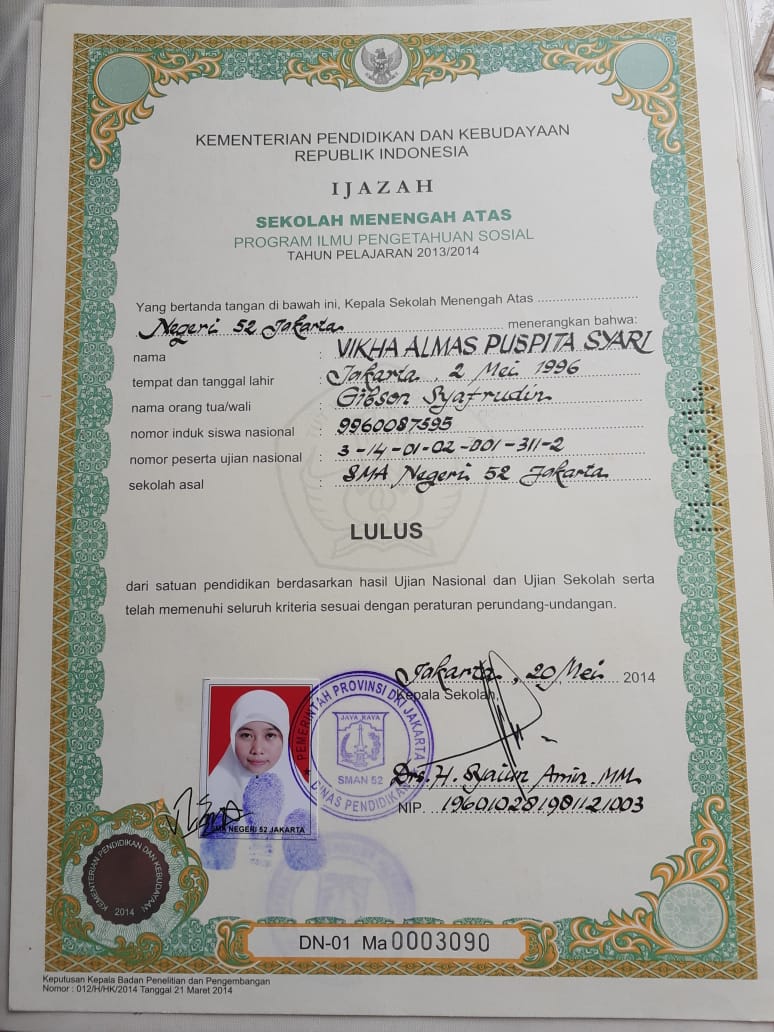 KEMENTERIAN PENDIDIKAN DAN KEBUDAYAAN
REPUBLIK INDONESIA
IJAZAH
SEKOLAH MENENGAH ATAS
PROGRAM ILMU PENGETAHUAN SOSIAL
TAHUN PELAJARAN 2013/2014
Yang bertanda tangan di bawah ini, Kepala Sekolah Menengah Atas
Negeri 52 Jakarta menerangkan bahwa:
nama : VIKHA ALMAS PUSPITA SYARI
tempat dan tanggal lahir : Jakarta, 2 Mei 1996
nama orang tua/wali : Gibson Syafrudin
nomor induk siswa nasional : 9960087595
nomor peserta ujian nasional : 3-14-01-02-001-311-2
sekolah asal : SMA Negeri 52 Jakarta
LULUS
dari satuan pendidikan berdasarkan hasil Ujian Nasional dan Ujian Sekolah serta
telah memenuhi seluruh kriteria sesuai dengan peraturan perundang-undangan.
Jakarta, 20 Mei 2014
Kepala Sekolah,
PEMERINTAH PROVINSI DKI JAKARTA
JAYA RAYA
SMAN 52
DINAS PENDIDIKAN
Drs. H. Syaiun Amin. MM
NIP. 196010281981121003
NEGERI 52 JAKARTA
KEMENTERIAN PENDIDIKAN DAN KEBUDAYAAN
2014
DN-01 Ma 0003090
Keputusan Kepala Badan Penelitian dan Pengembangan
Nomor : 012/H/HK/2014 Tanggal 21 Maret 2014